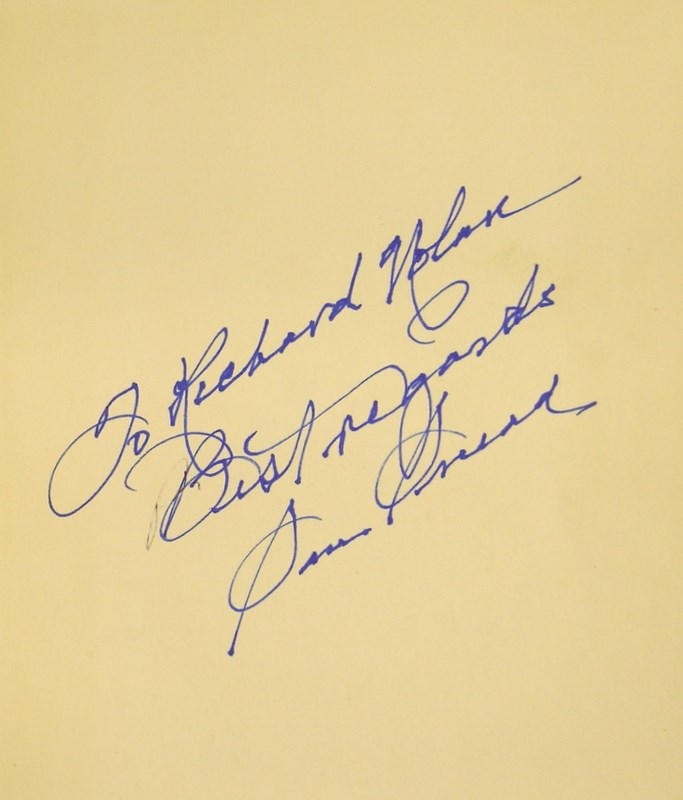 To Richard Nolan
Best regards
Sam Snead